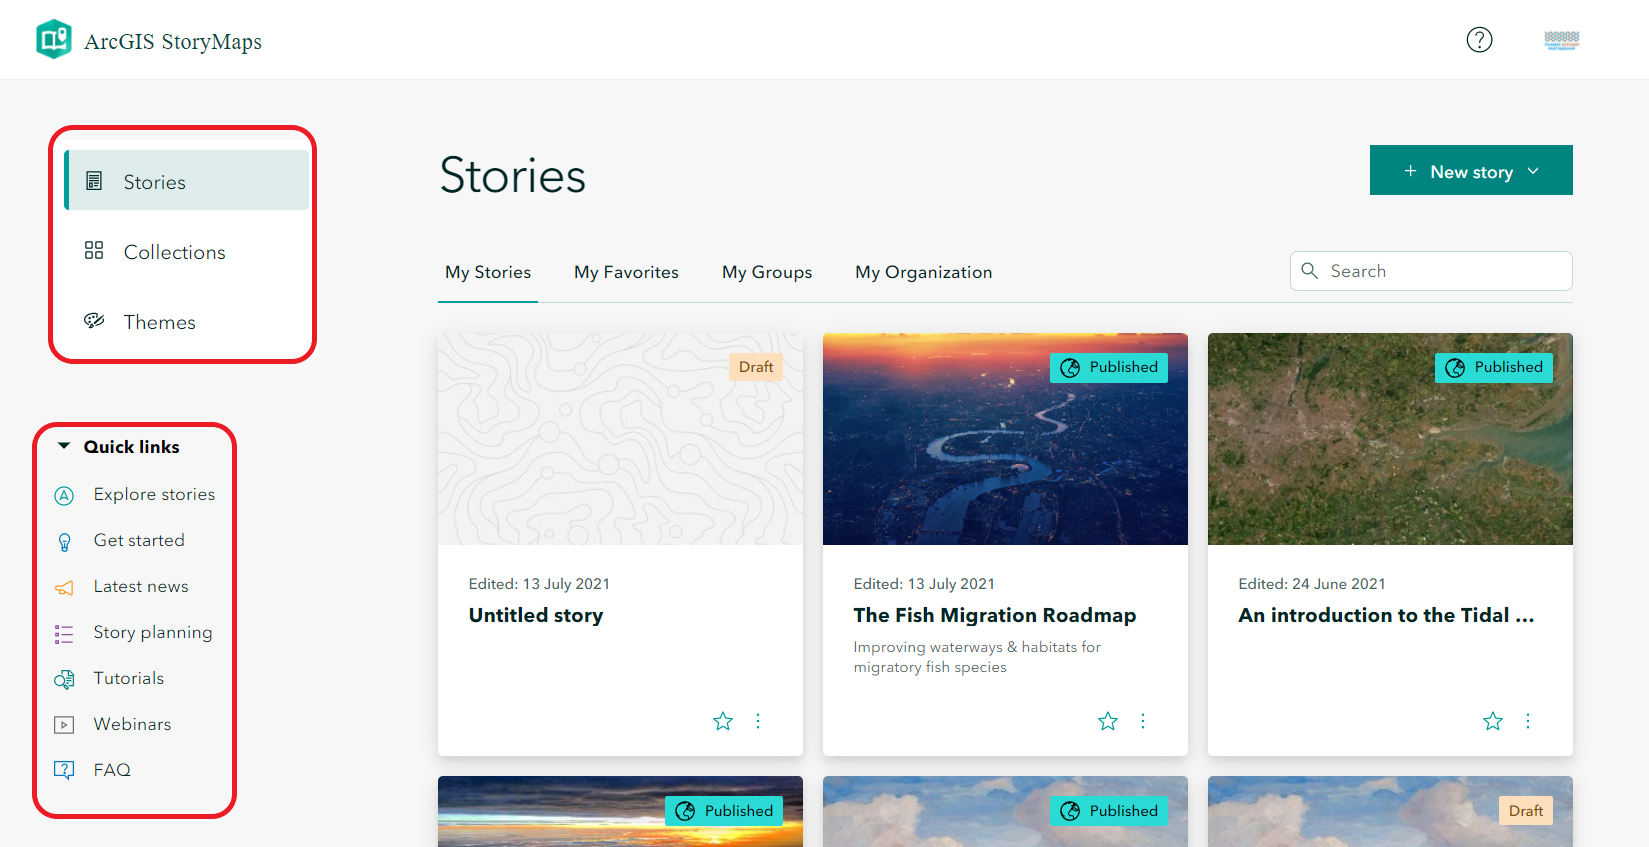 ArcGIS StoryMaps
Stories
Collections
Themes
Quick links
Explore stories
Get started
Latest news
Story planning
Tutorials
Webinars
FAQ
Stories
+ New story
My Stories
My Favorites
My Groups
My Organization
Search
Draft
Edited: 13 July 2021
Untitled story
Published
Edited: 13 July 2021
The Fish Migration Roadmap
Improving waterways & habitats for
migratory fish species
Published
Edited: 24 June 2021
An introduction to the Tidal ...
Published
Published
Draft